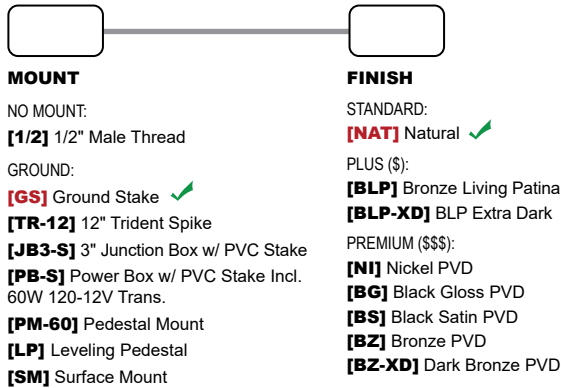 MOUNT
NO MOUNT:
[1/2] 1/2" Male Thread
GROUND:
[GS] Ground Stake
[TR-12] 12" Trident Spike
[JB3-S] 3" Junction Box w/ PVC Stake
[PB-S] Power Box w/ PVC Stake Incl.
60W 120-12V Trans.
[PM-60] Pedestal Mount
[LP] Leveling Pedestal
[SM] Surface Mount
FINISH
STANDARD:
[NAT] Natural
PLUS ($):
[BLP] Bronze Living Patina
[BLP-XD] BLP Extra Dark
PREMIUM ($$$):
[NI] Nickel PVD
[BG] Black Gloss PVD
[BS] Black Satin PVD
[BZ] Bronze PVD
[BZ-XD] Dark Bronze PVD